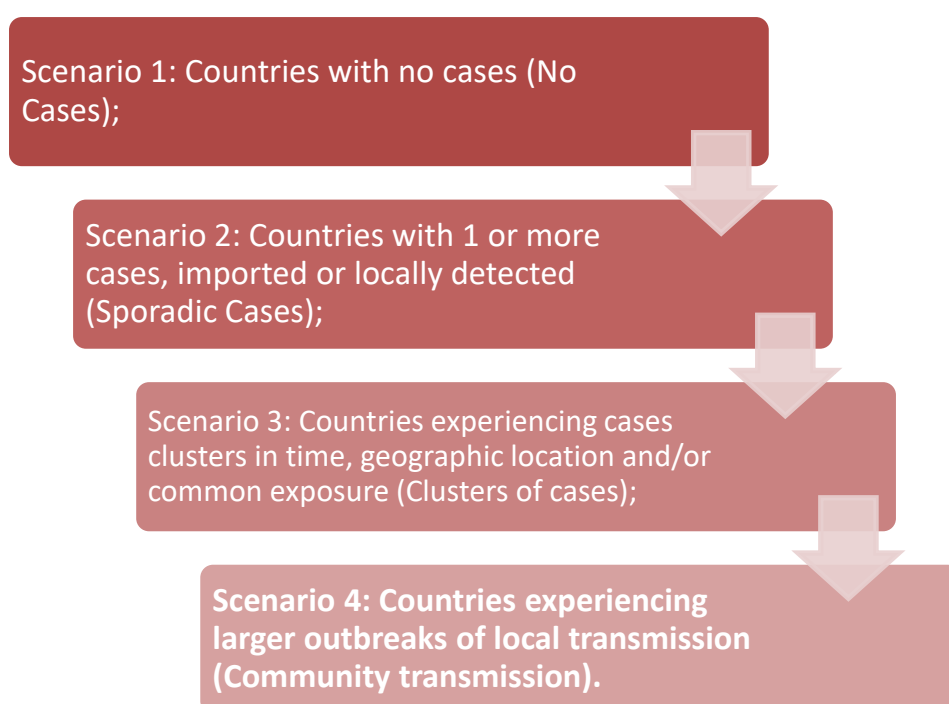 Scenario 1: Countries with no cases (No
Cases);
Scenario 2: Countries with 1 or more
cases, imported or locally detected
(Sporadic Cases);
Scenario 3: Countries experiencing cases
clusters in time, geographic location and/or
common exposure (Clusters of cases);
Scenario 4: Countries experiencing
larger outbreaks of local transmission
(Community transmission).